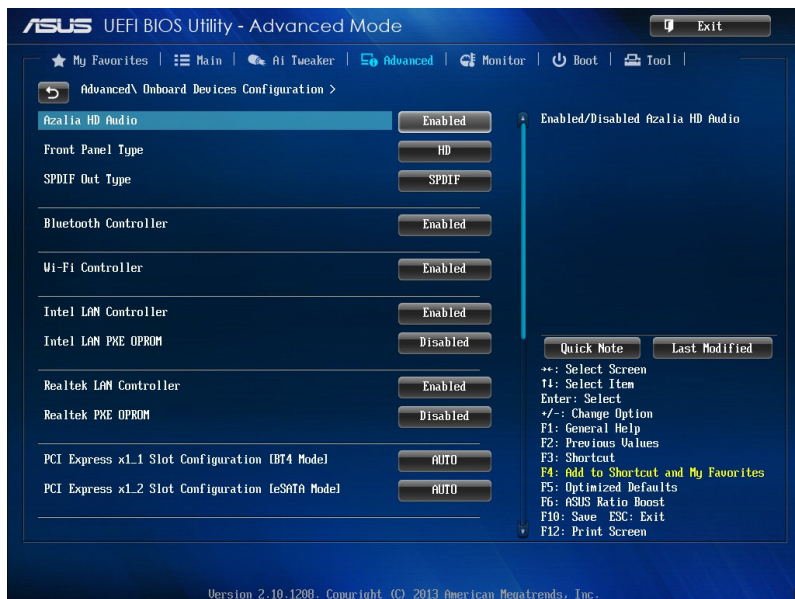 ASUS UEFI BIOS Utility - Advanced Mode
Exit
My Favorites | Main | Ai Tweaker | Advanced | Monitor | Boot | Tool |
Advanced\ Onboard Devices Configuration >
Azalia HD Audio Enabled
Front Panel Type HD
SPDIF Out Type SPDIF
Bluetooth Controller Enabled
Wi-Fi Controller Enabled
Intel LAN Controller Enabled
Intel LAN PXE OPROM Disabled
Realtek LAN Controller Enabled
Realtek PXE OPROM Disabled
PCI Express x1_1 Slot Configuration [BT4 Mode] AUTO
PCI Express x1_2 Slot Configuration [eSATA Mode] AUTO
Enabled/Disabled Azalia HD Audio
Quick Note Last Modified
→←: Select Screen
↑↓: Select Item
Enter: Select
+/-: Change Option
F1: General Help
F2: Previous Values
F3: Shortcut
F4: Add to Shortcut and My Favorites
F5: Optimized Defaults
F6: ASUS Ratio Boost
F10: Save ESC: Exit
F12: Print Screen
Version 2.10.1208. Copyright (C) 2013 American Megatrends, Inc.